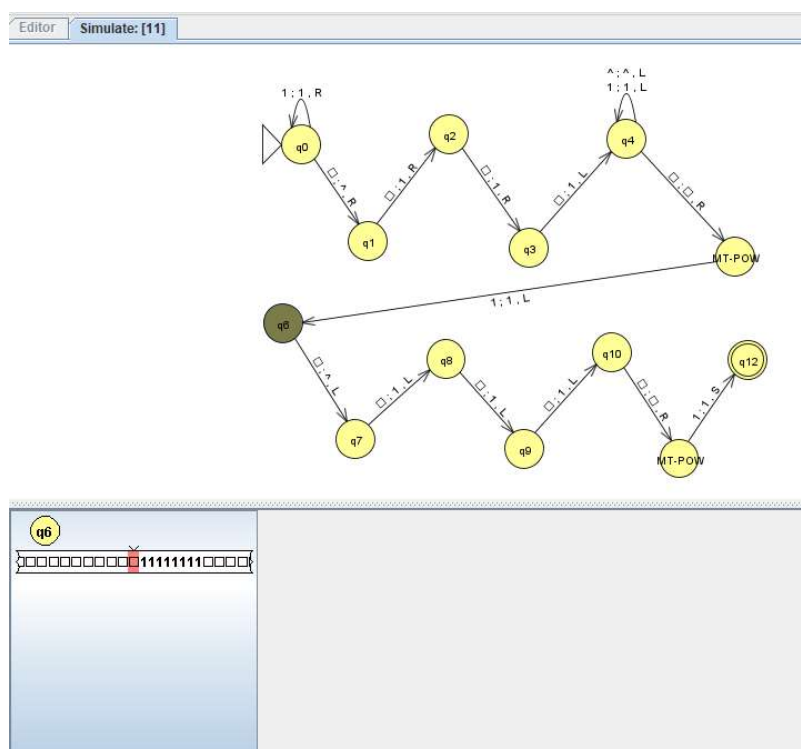 Editor Simulate: [11]
^ ; ^ , L
1 ; 1 , R
1 ; 1 , L
q0
q2
q4
□ ; ^ , R
□ ; 1 , R
□ ; 1 , R
□ ; 1 , L
□ ; □ , R
q1
q3
MT-POW
1 ; 1 , L
q6
q8
q10
q12
□ ; ^ , L
□ ; 1 , L
□ ; 1 , L
□ ; 1 , L
□ ; □ , R
1 ; 1 , S
q7
q9
MT-POW
q6
□□□□□□□□□□11111111□□□□